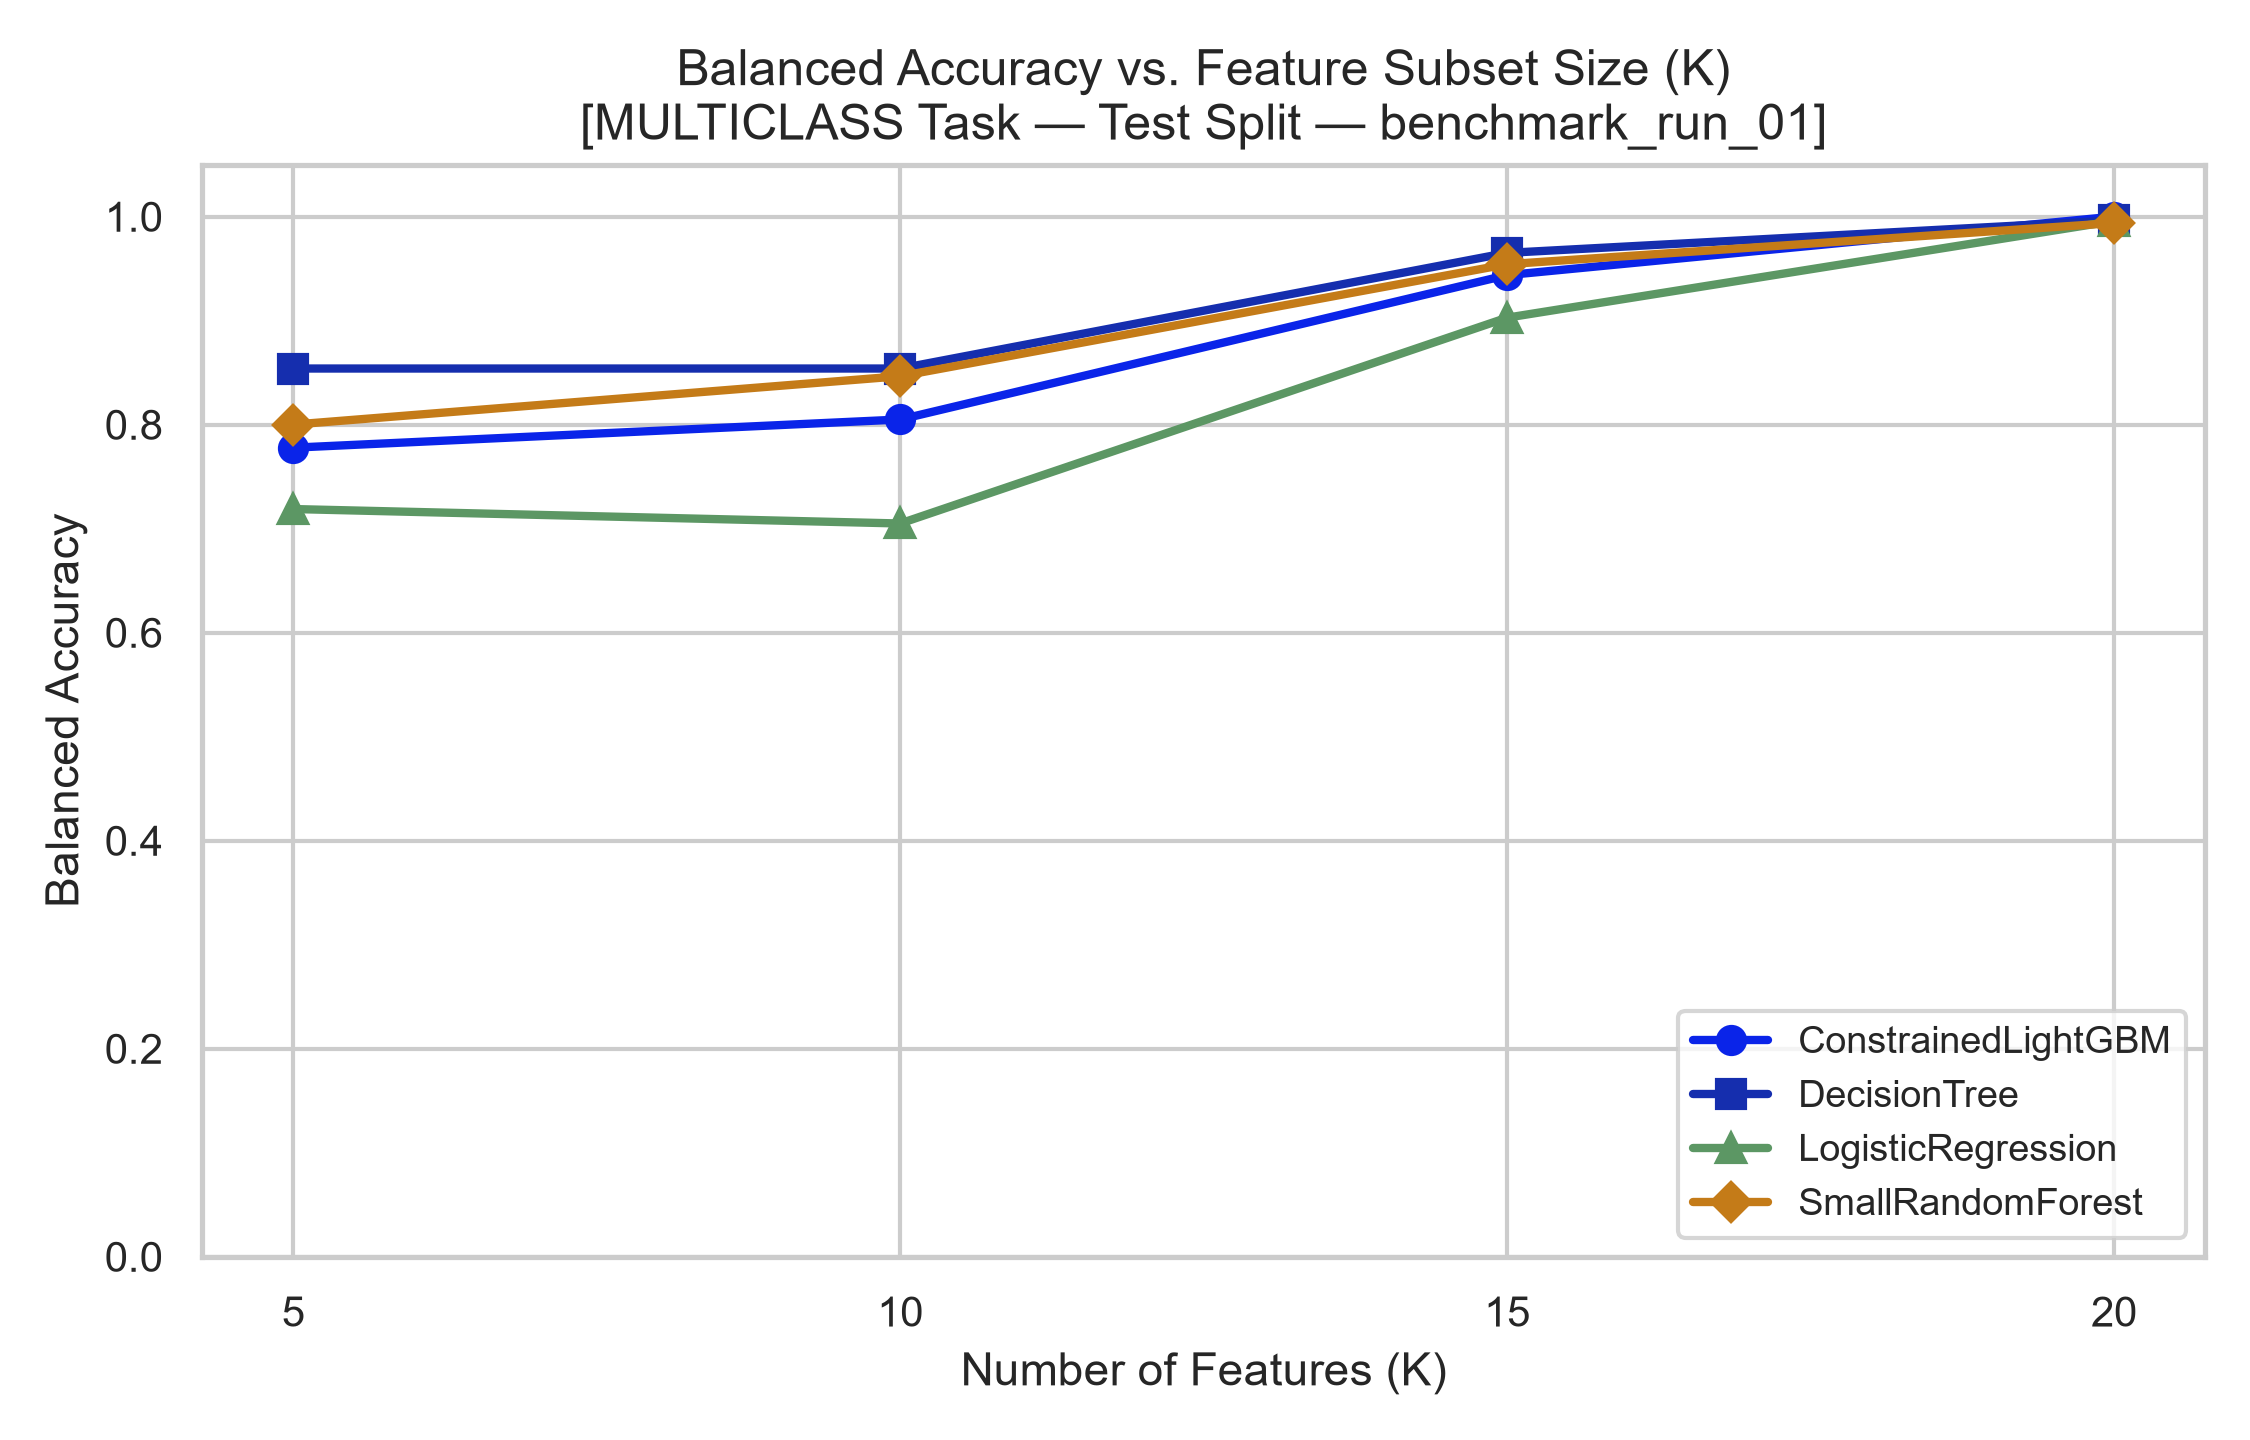 Balanced Accuracy vs. Feature Subset Size (K)
[MULTICLASS Task — Test Split — benchmark_run_01]
Balanced Accuracy
1.0
0.8
0.6
0.4
0.2
0.0
5
10
15
20
Number of Features (K)
ConstrainedLightGBM
DecisionTree
LogisticRegression
SmallRandomForest